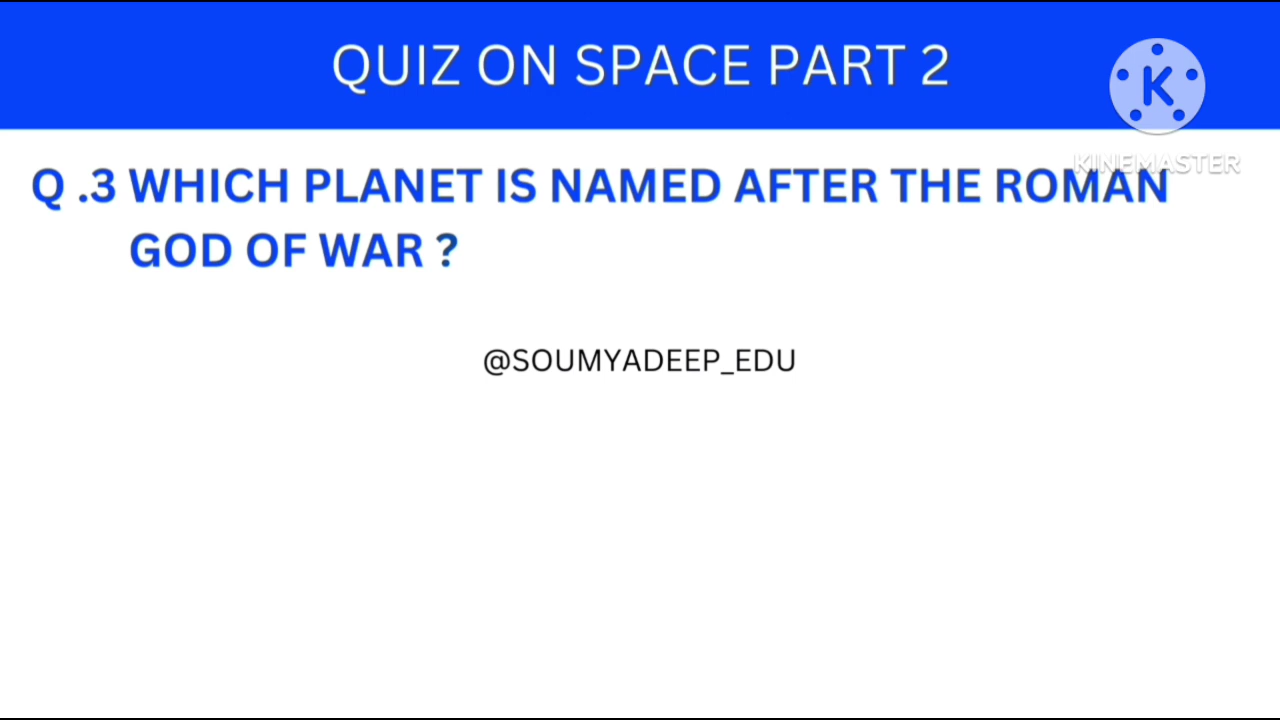 QUIZ ON SPACE PART 2
K
KINEMASTER
Q .3 WHICH PLANET IS NAMED AFTER THE ROMAN
GOD OF WAR ?
@SOUMYADEEP_EDU